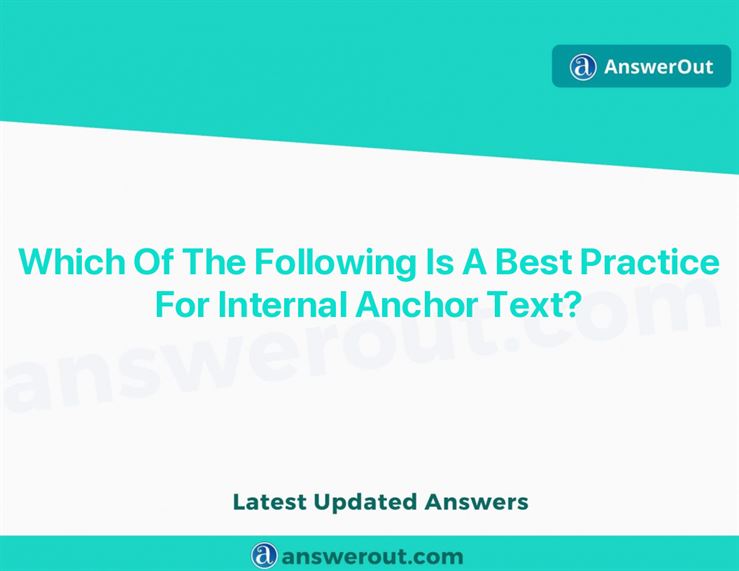 AnswerOut
Which Of The Following Is A Best Practice
For Internal Anchor Text?
answerout.com
Latest Updated Answers
answerout.com